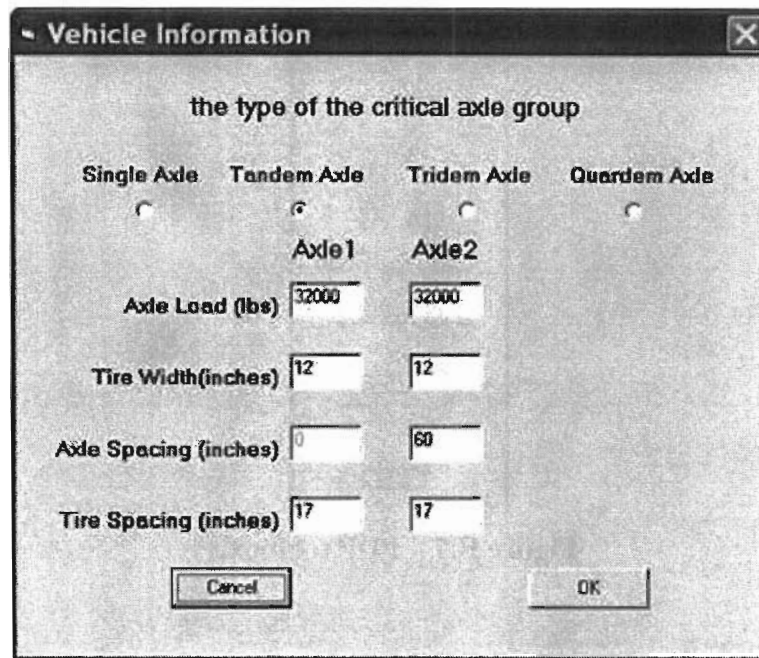 Vehicle Information
the type of the critical axle group
Single Axle Tandem Axle Tridem Axle Quardem Axle
Axle1 Axle2
Axle Load (lbs) 32000 32000
Tire Width(inches) 12 12
Axle Spacing (inches) 0 60
Tire Spacing (inches) 17 17
Cancel OK